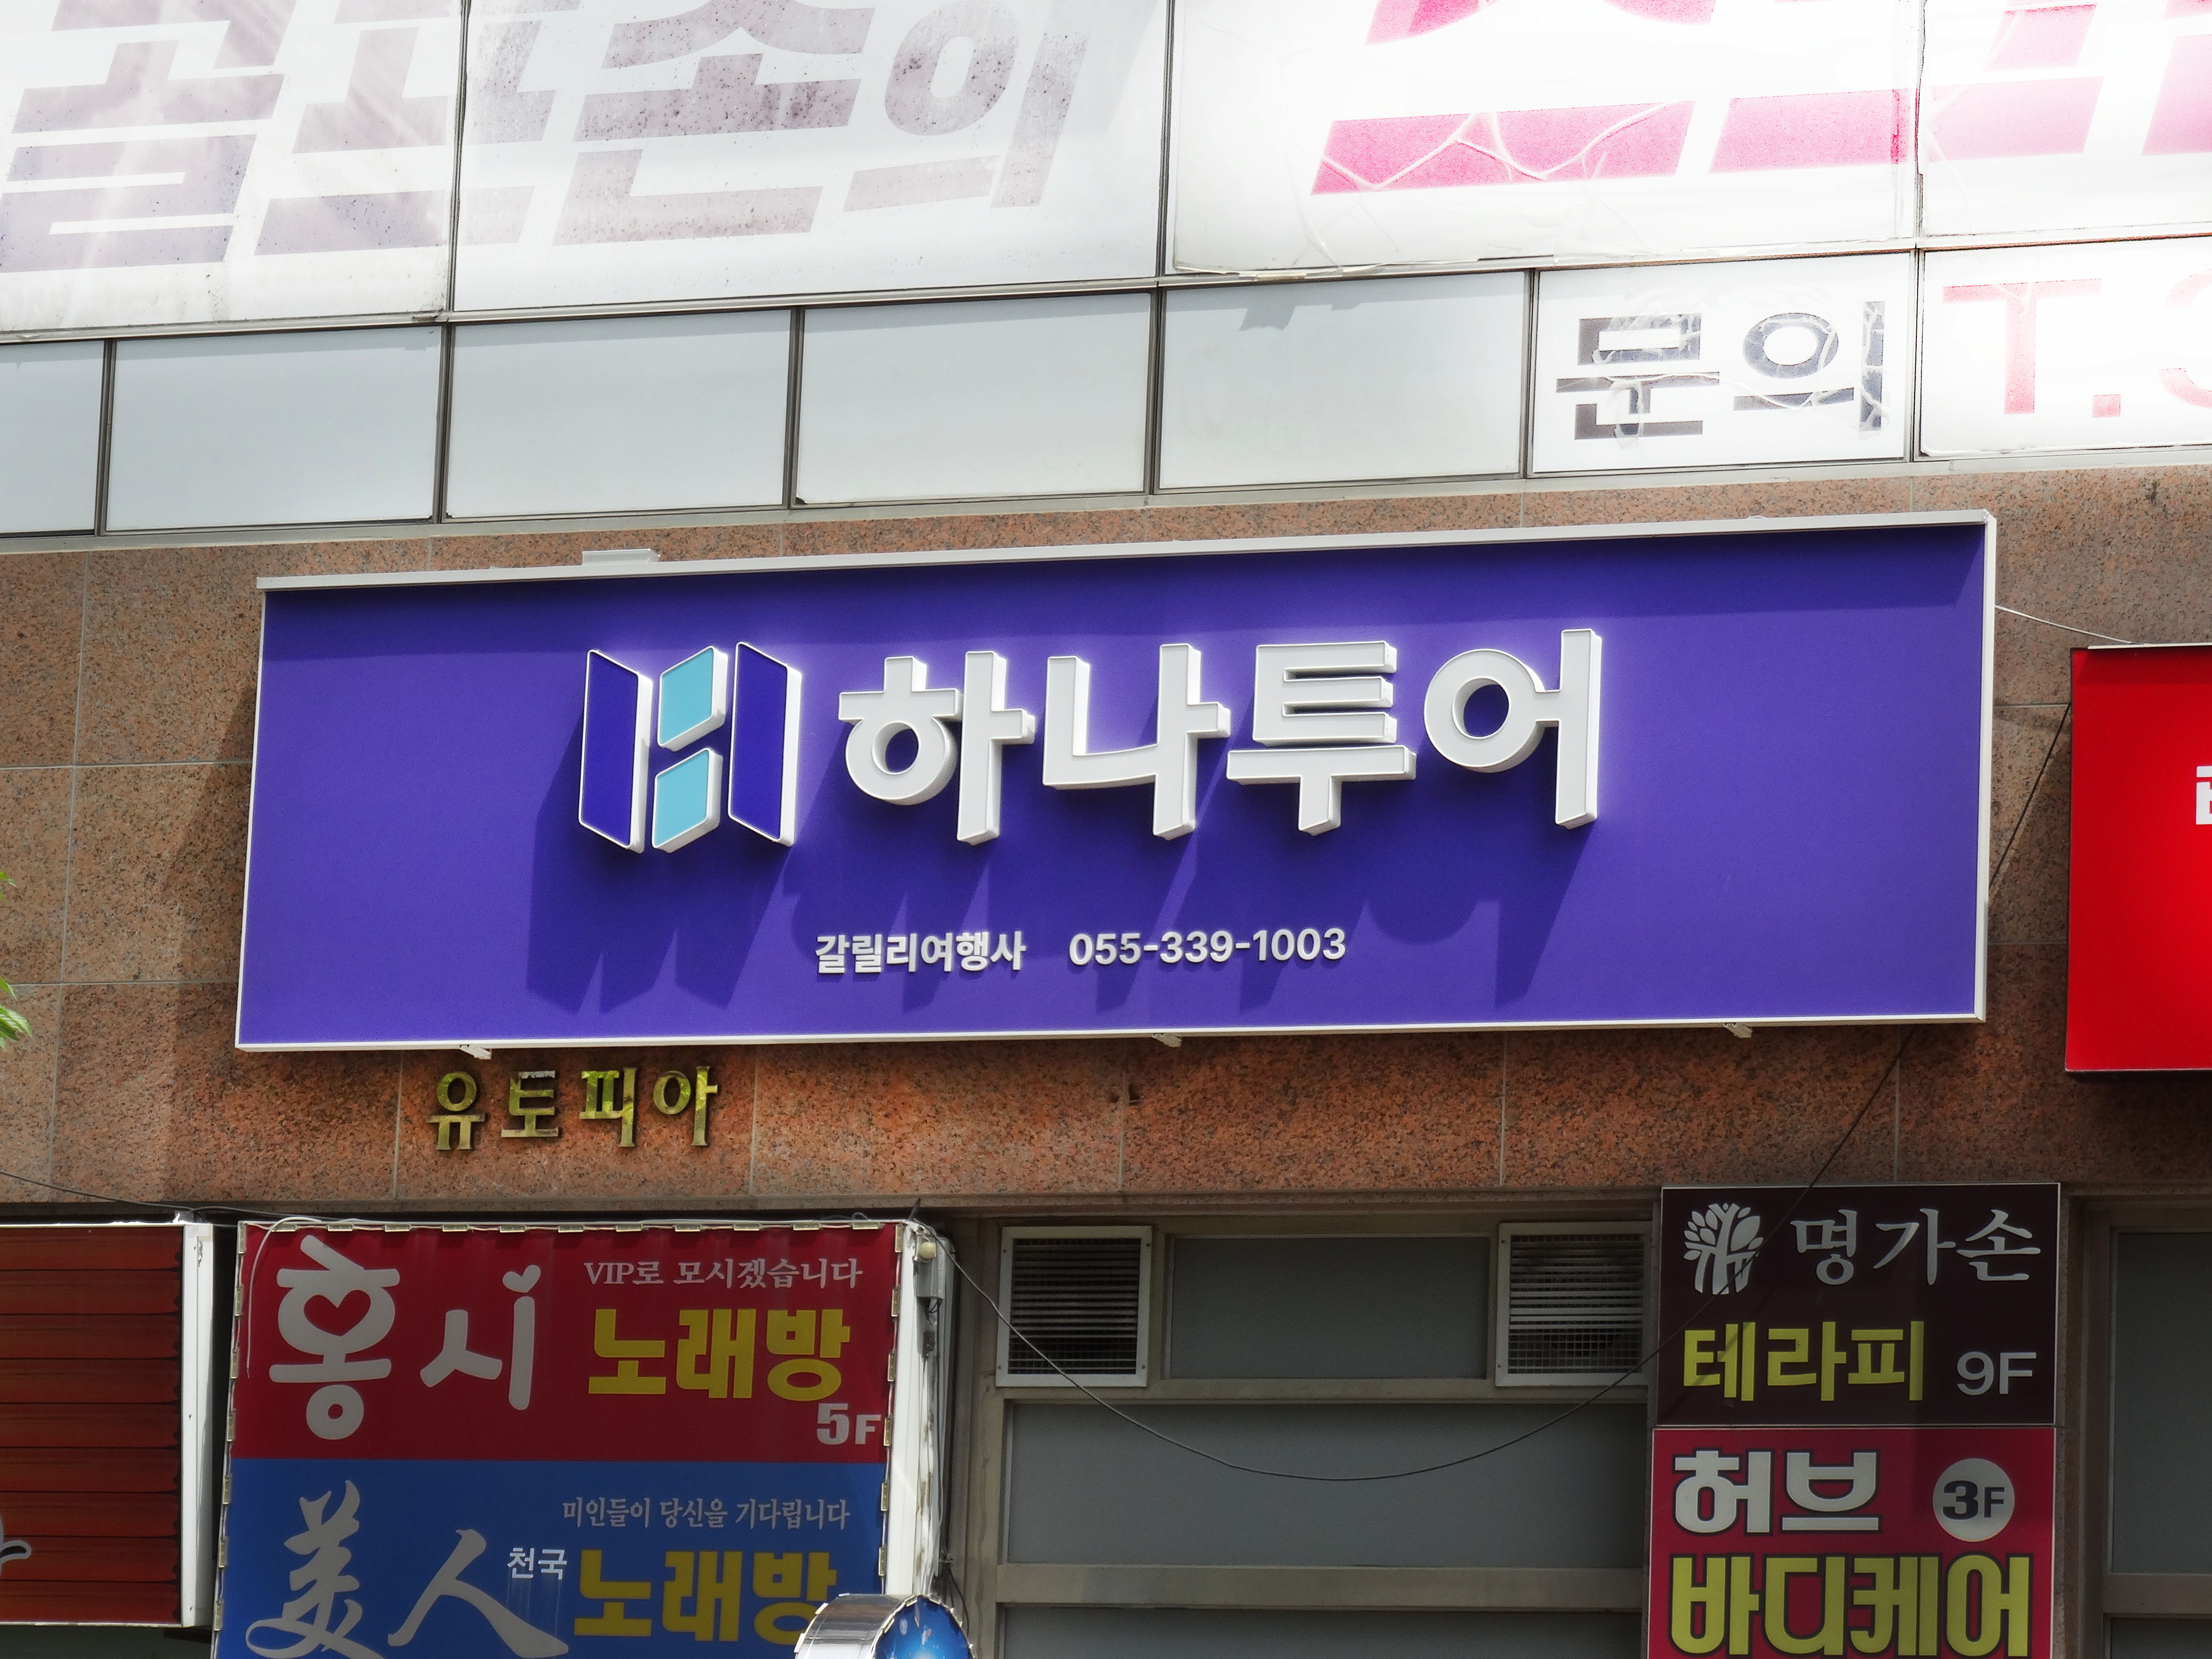 문의
하나투어
갈릴리여행사 055-339-1003
유토피아
홍시 VIP로 모시겠습니다
노래방
5F
美人 미인들이 당신을 기다립니다
천국 노래방
명가손
테라피 9F
허브 3F
바디케어